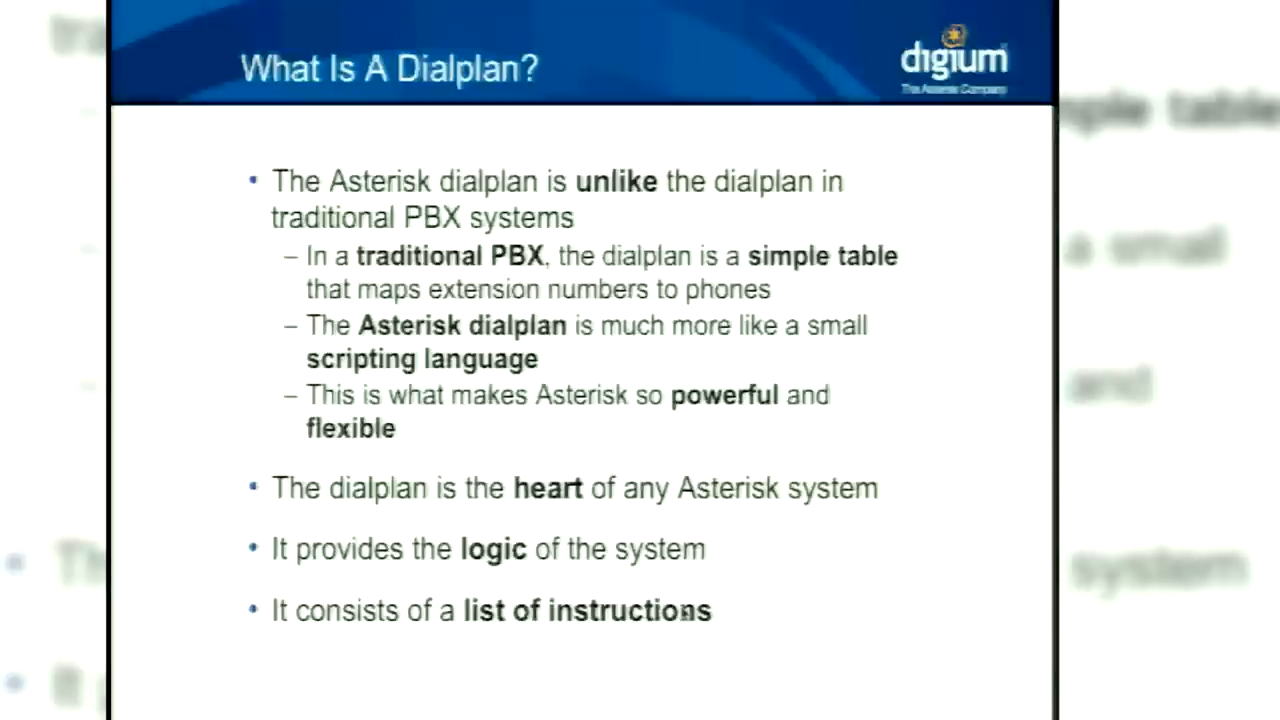 What Is A Dialplan?
digium
The Asterisk Company
• The Asterisk dialplan is unlike the dialplan in
traditional PBX systems
– In a traditional PBX, the dialplan is a simple table
that maps extension numbers to phones
– The Asterisk dialplan is much more like a small
scripting language
– This is what makes Asterisk so powerful and
flexible
• The dialplan is the heart of any Asterisk system
• It provides the logic of the system
• It consists of a list of instructions